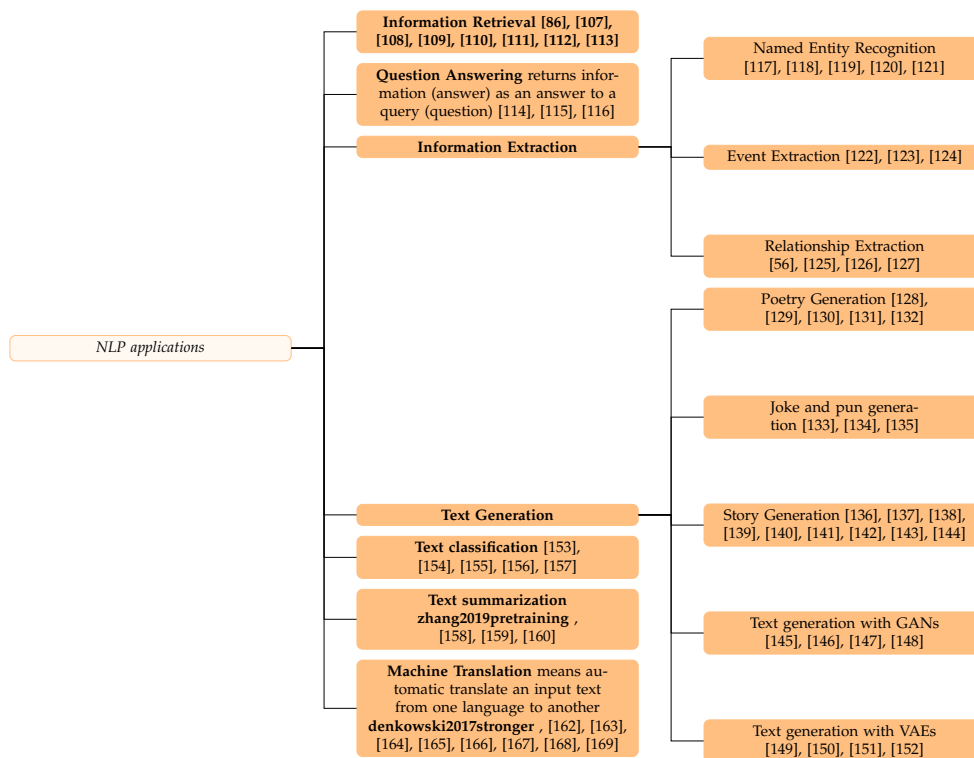 NLP applications
Information Retrieval [86], [107],
[108], [109], [110], [111], [112], [113]
Question Answering returns infor-
mation (answer) as an answer to a
query (question) [114], [115], [116]
Information Extraction
Named Entity Recognition
[117], [118], [119], [120], [121]
Event Extraction [122], [123], [124]
Relationship Extraction
[56], [125], [126], [127]
Text Generation
Poetry Generation [128],
[129], [130], [131], [132]
Joke and pun genera-
tion [133], [134], [135]
Story Generation [136], [137], [138],
[139], [140], [141], [142], [143], [144]
Text generation with GANs
[145], [146], [147], [148]
Text generation with VAEs
[149], [150], [151], [152]
Text classification [153],
[154], [155], [156], [157]
Text summarization
zhang2019pretraining ,
[158], [159], [160]
Machine Translation means au-
tomatic translate an input text
from one language to another
denkowski2017stronger , [162], [163],
[164], [165], [166], [167], [168], [169]